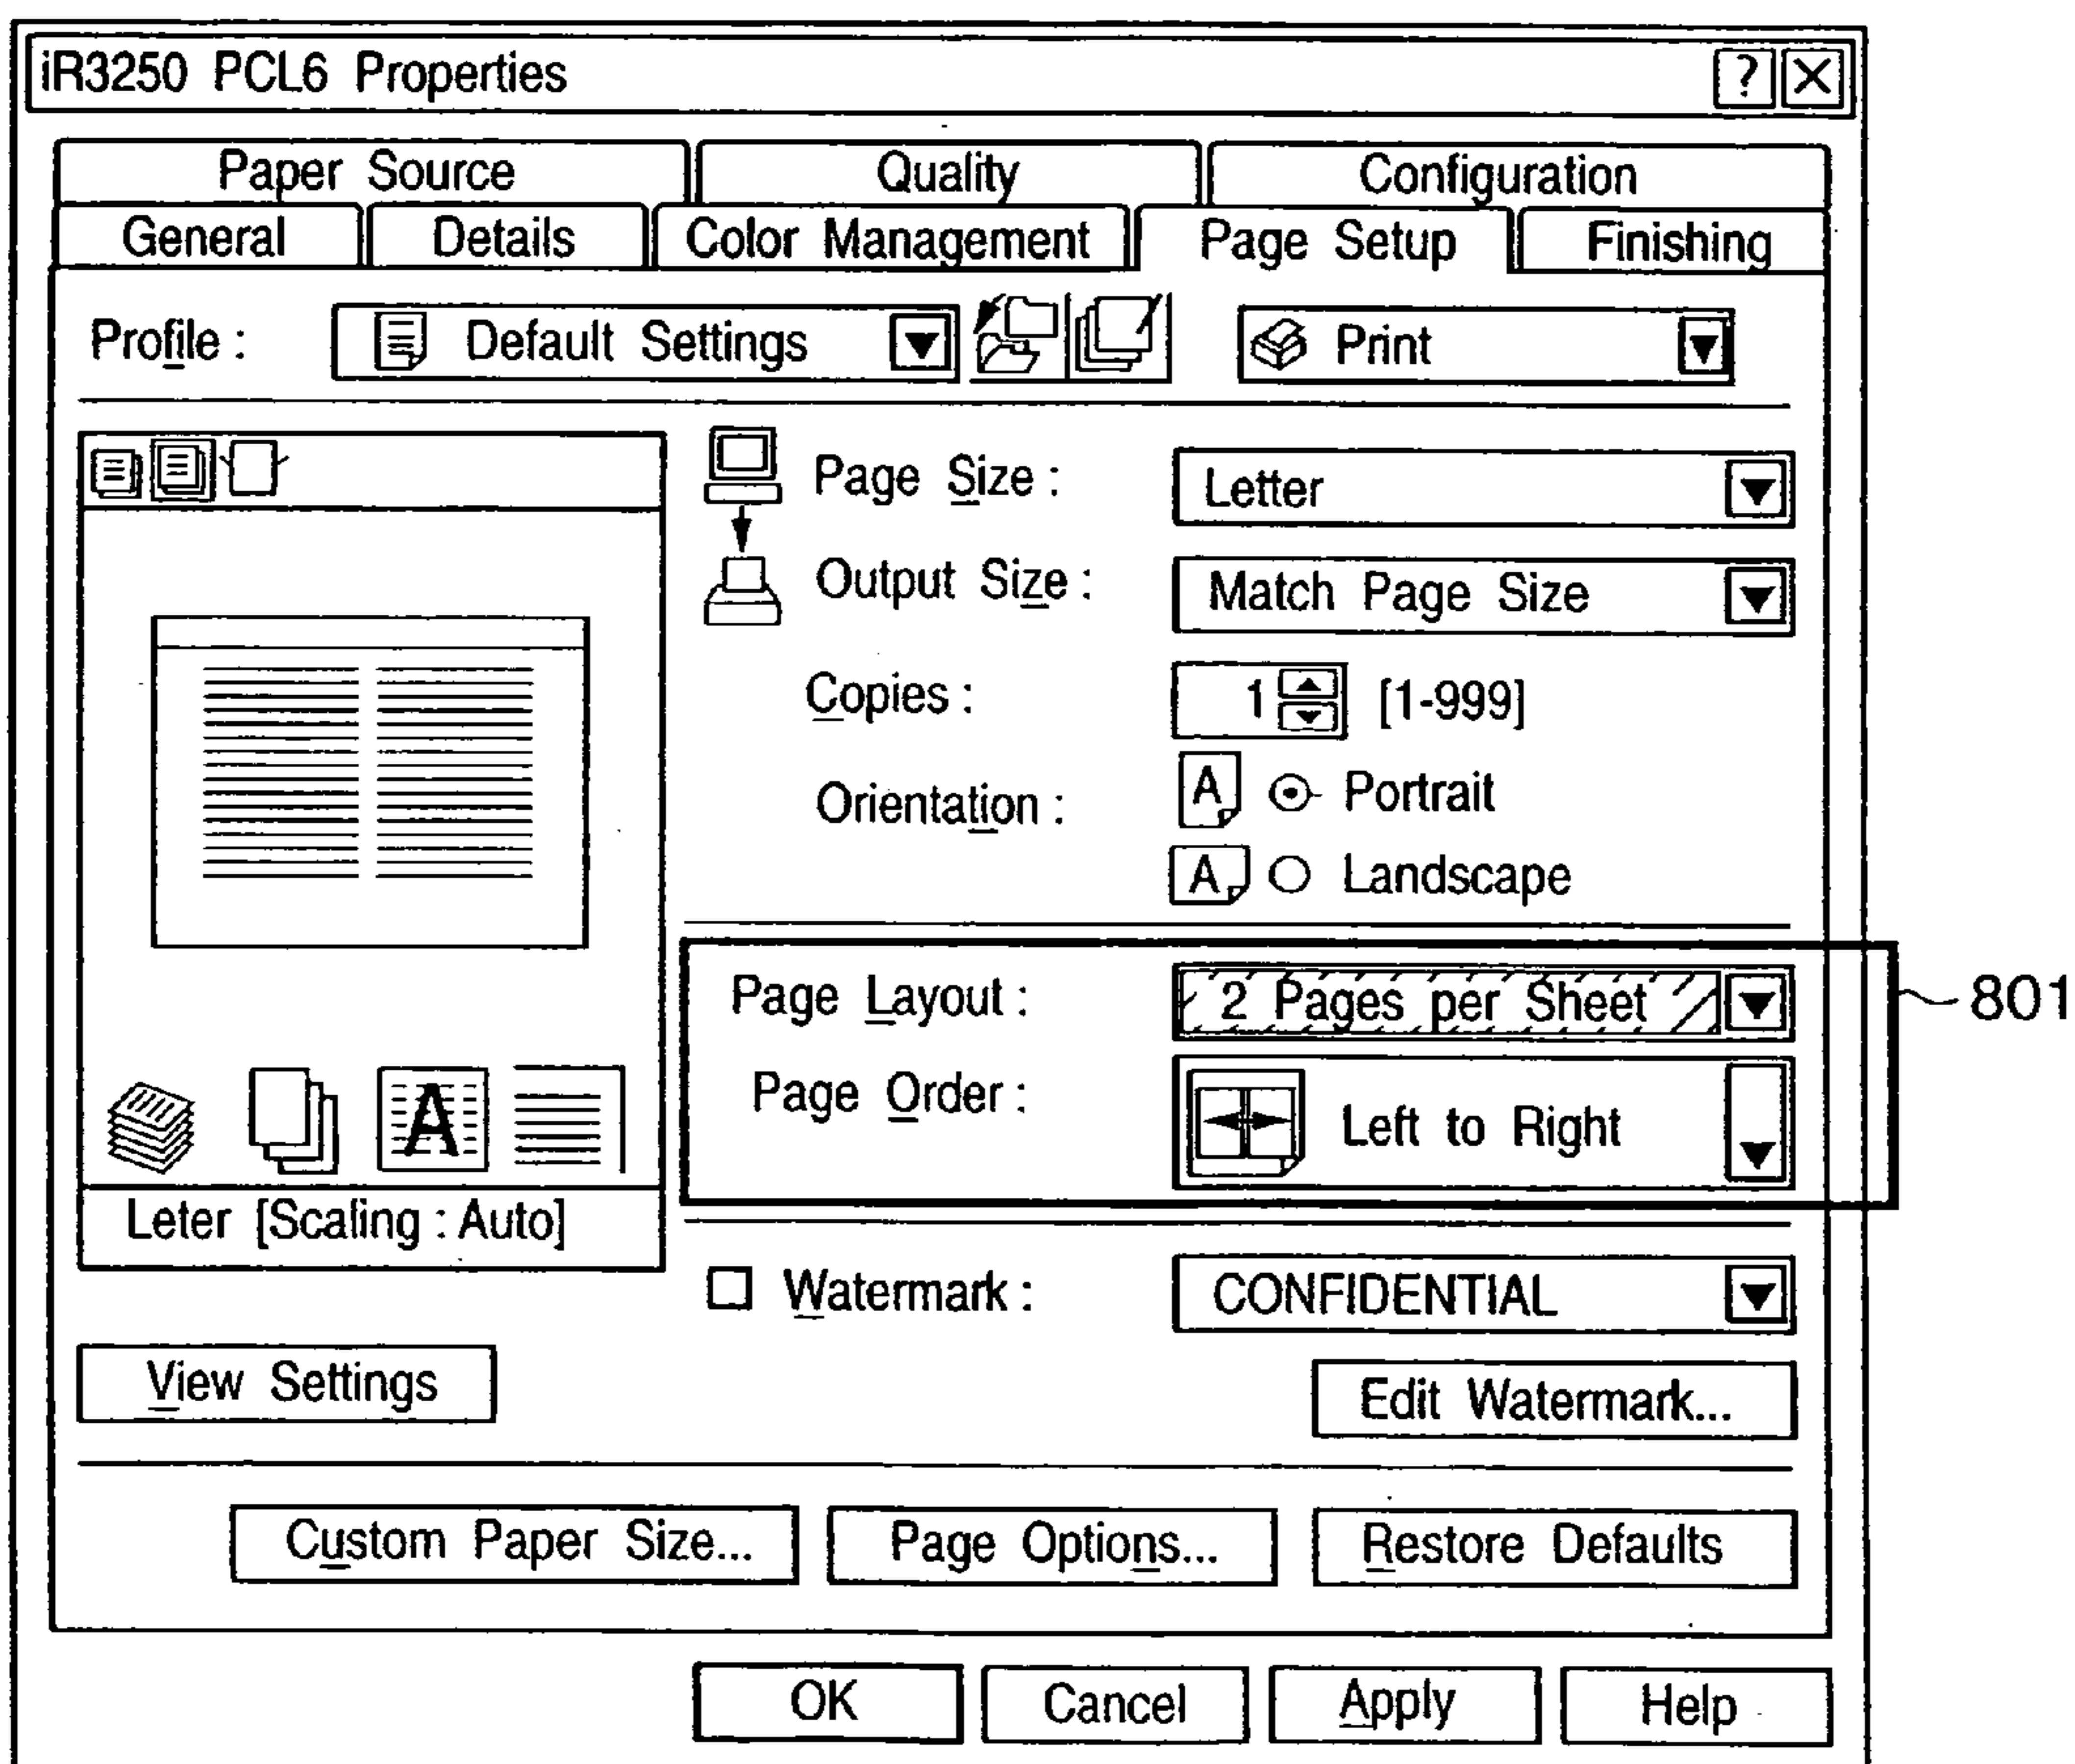 iR3250 PCL6 Properties ?
Paper Source Quality Configuration
General Details Color Management Page Setup Finishing
Profile : Default Settings Print
Page Size : Letter
Output Size : Match Page Size
Copies : 1 [1-999]
Orientation : A Portrait
A Landscape
Page Layout : 2 Pages per Sheet 801
Page Order : Left to Right
A
Leter [Scaling : Auto]
Watermark : CONFIDENTIAL
View Settings Edit Watermark...
Custom Paper Size... Page Options... Restore Defaults
OK Cancel Apply Help